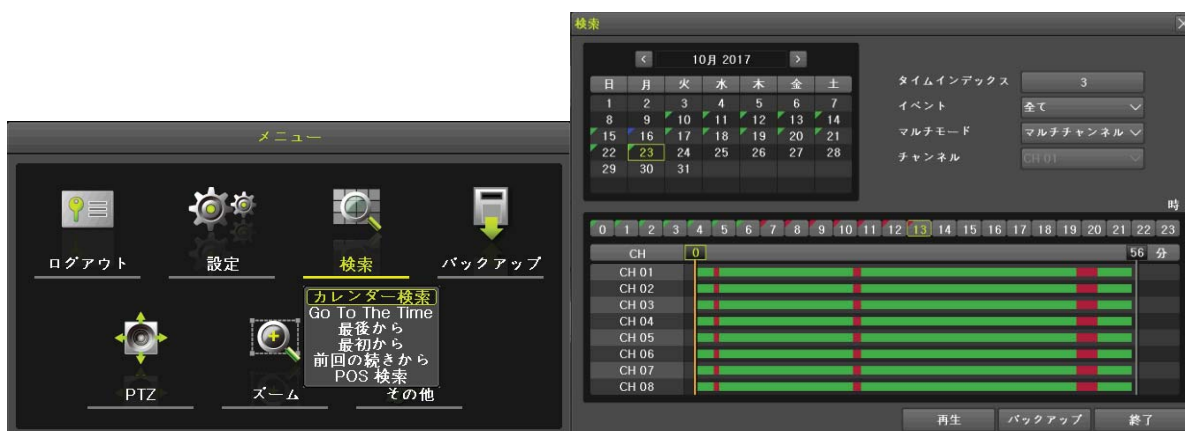 メニュー
ログアウト 設定 検索 バックアップ
カレンダー検索
Go To The Time
最後から
最初から
前回の続きから
POS 検索
PTZ ズーム その他
検索
< 10月 2017 >
日 月 火 水 木 金 土
1 2 3 4 5 6 7
8 9 10 11 12 13 14
15 16 17 18 19 20 21
22 23 24 25 26 27 28
29 30 31
タイムインデックス 3
イベント 全て
マルチモード マルチチャンネル
チャンネル CH 01
時
0 1 2 3 4 5 6 7 8 9 10 11 12 13 14 15 16 17 18 19 20 21 22 23
CH 0 56 分
CH 01
CH 02
CH 03
CH 04
CH 05
CH 06
CH 07
CH 08
再生 バックアップ 終了